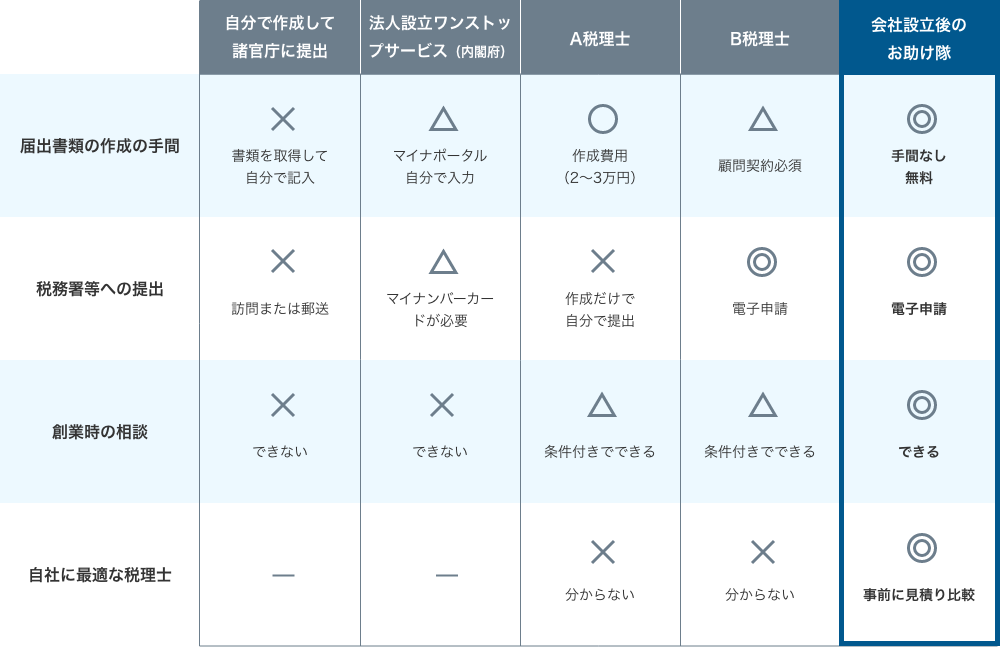 自分で作成して
諸官庁に提出
法人設立ワンストッ
プサービス（内閣府）
A税理士
B税理士
会社設立後の
お助け隊
届出書類の作成の手間
×
書類を取得して
自分で記入
△
マイナポータル
自分で入力
○
作成費用
（2〜3万円）
△
顧問契約必須
◎
手間なし
無料
税務署等への提出
×
訪問または郵送
△
マイナンバーカー
ドが必要
×
作成だけで
自分で提出
◎
電子申請
◎
電子申請
創業時の相談
×
できない
×
できない
△
条件付きでできる
△
条件付きでできる
◎
できる
自社に最適な税理士
—
—
×
分からない
×
分からない
◎
事前に見積り比較